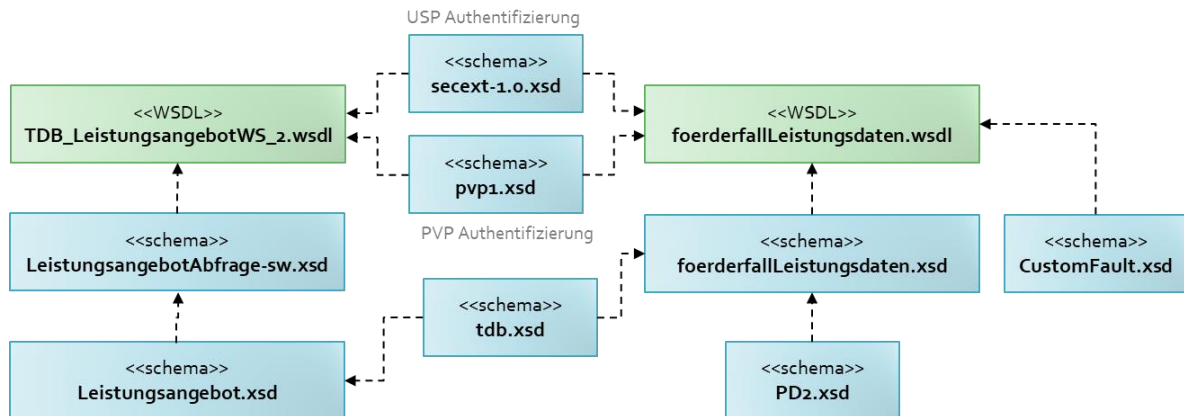 USP Authentifizierung
<<schema>>
secext-1.0.xsd
<<WSDL>>
TDB_LeistungsangebotWS_2.wsdl
<<WSDL>>
foerderfallLeistungsdaten.wsdl
<<schema>>
pvp1.xsd
PVP Authentifizierung
<<schema>>
LeistungsangebotAbfrage-sw.xsd
<<schema>>
foerderfallLeistungsdaten.xsd
<<schema>>
CustomFault.xsd
<<schema>>
tdb.xsd
<<schema>>
Leistungsangebot.xsd
<<schema>>
PD2.xsd